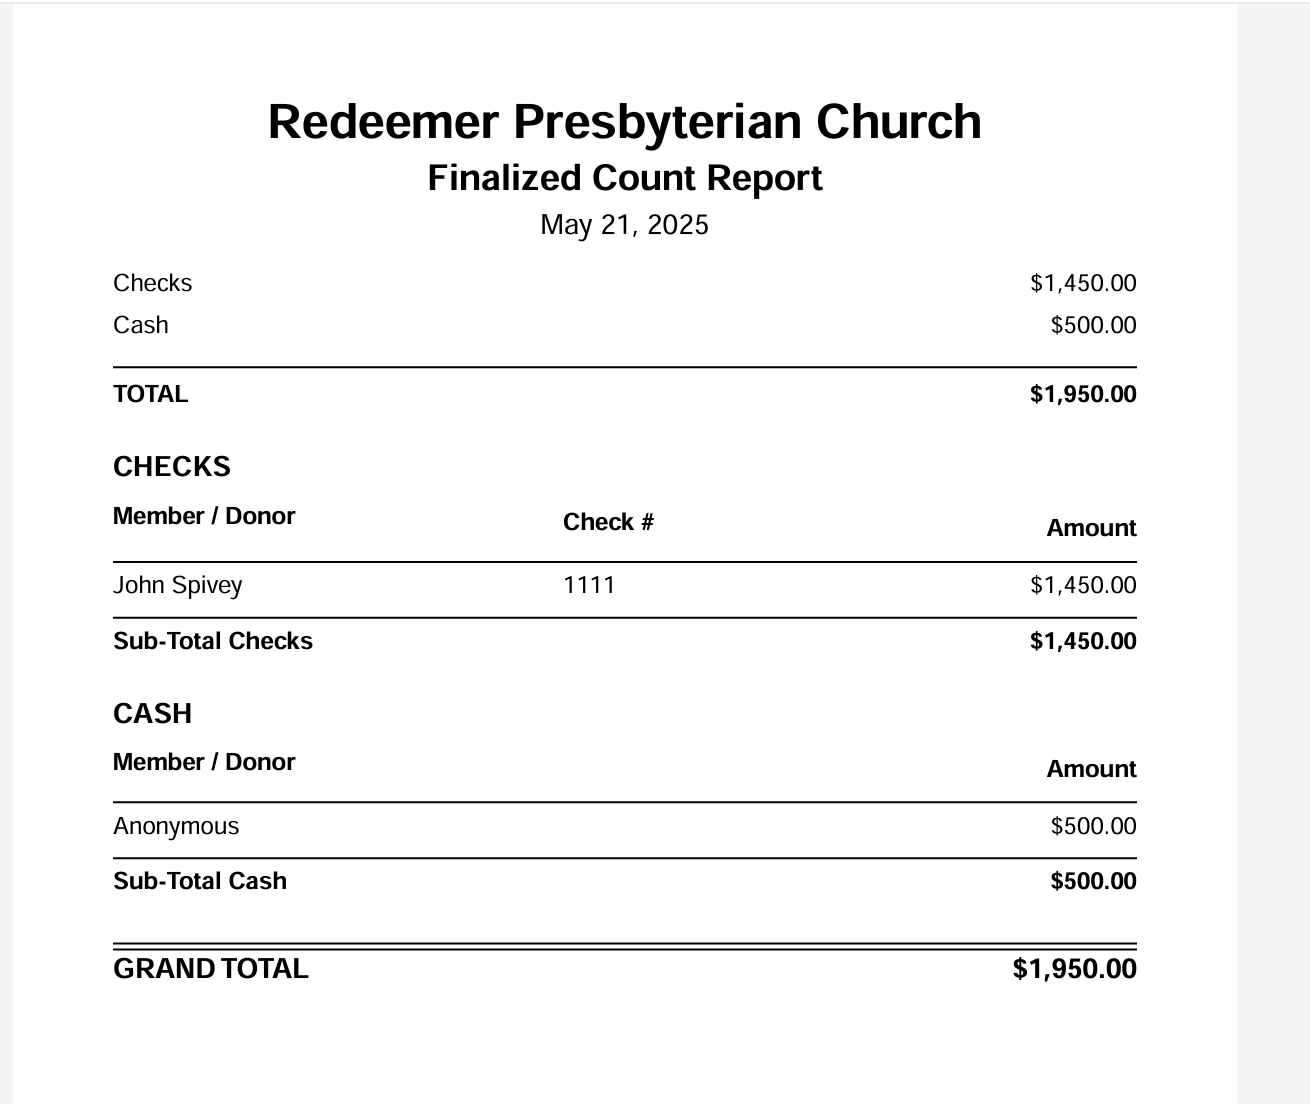 Redeemer Presbyterian Church
Finalized Count Report
May 21, 2025
Checks $1,450.00
Cash $500.00
TOTAL $1,950.00
CHECKS
Member / Donor Check # Amount
John Spivey 1111 $1,450.00
Sub-Total Checks $1,450.00
CASH
Member / Donor Amount
Anonymous $500.00
Sub-Total Cash $500.00
GRAND TOTAL $1,950.00